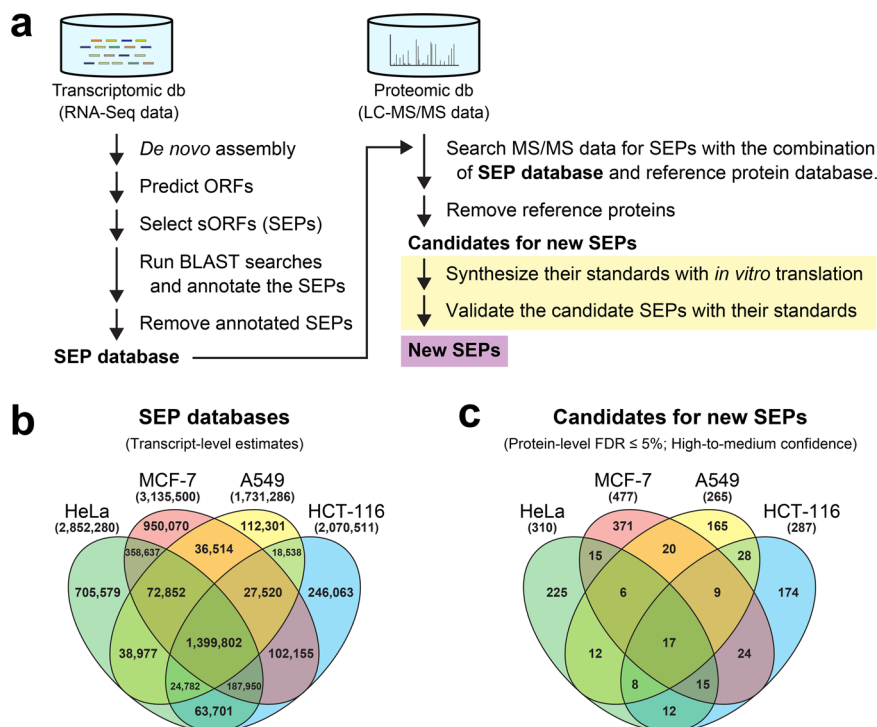 a
Transcriptomic db
(RNA-Seq data)
De novo assembly
Predict ORFs
Select sORFs (SEPs)
Run BLAST searches
and annotate the SEPs
Remove annotated SEPs
SEP database
Proteomic db
(LC-MS/MS data)
Search MS/MS data for SEPs with the combination
of SEP database and reference protein database.
Remove reference proteins
Candidates for new SEPs
Synthesize their standards with in vitro translation
Validate the candidate SEPs with their standards
New SEPs
b
SEP databases
(Transcript-level estimates)
MCF-7
(3,135,500)
A549
(1,731,286)
HeLa
(2,852,280)
HCT-116
(2,070,511)
950,070
112,301
358,637
36,514
18,538
705,579
72,852
27,520
246,063
1,399,802
38,977
102,155
24,782
187,950
63,701
c
Candidates for new SEPs
(Protein-level FDR ≤ 5%; High-to-medium confidence)
MCF-7
(477)
A549
(265)
HeLa
(310)
HCT-116
(287)
371
165
15
20
28
225
6
9
174
17
12
24
8
15
12